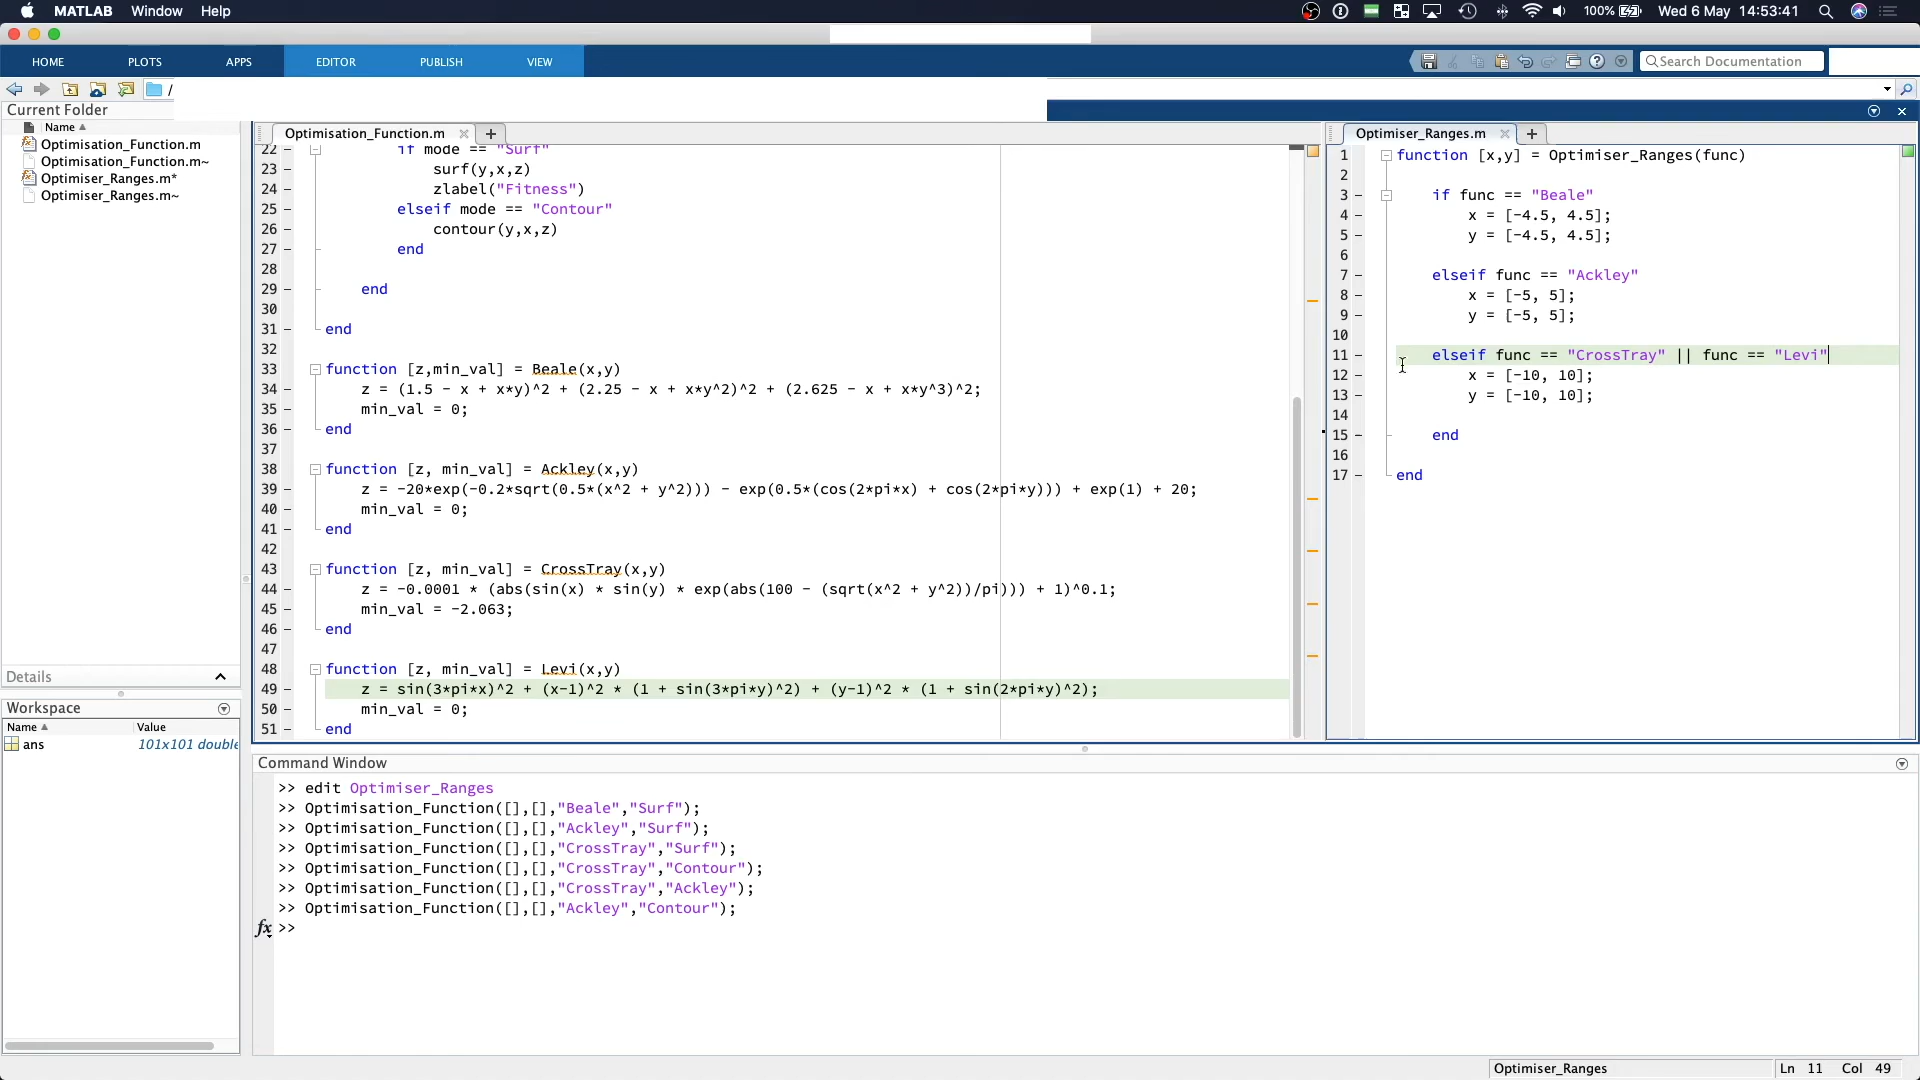 MATLAB Window Help
100% Wed 6 May 14:53:41
HOME PLOTS APPS EDITOR PUBLISH VIEW
Search Documentation
/
Current Folder
Name
Optimisation_Function.m
Optimisation_Function.m~
Optimiser_Ranges.m*
Optimiser_Ranges.m~
Details
Workspace
Name Value
ans 101x101 double
Optimisation_Function.m
22 if mode == "Surf"
23 surf(y,x,z)
24 zlabel("Fitness")
25 elseif mode == "Contour"
26 contour(y,x,z)
27 end
28
29 end
30
31 end
32
33 function [z,min_val] = Beale(x,y)
34 z = (1.5 - x + x*y)^2 + (2.25 - x + x*y^2)^2 + (2.625 - x + x*y^3)^2;
35 min_val = 0;
36 end
37
38 function [z, min_val] = Ackley(x,y)
39 z = -20*exp(-0.2*sqrt(0.5*(x^2 + y^2))) - exp(0.5*(cos(2*pi*x) + cos(2*pi*y))) + exp(1) + 20;
40 min_val = 0;
41 end
42
43 function [z, min_val] = CrossTray(x,y)
44 z = -0.0001 * (abs(sin(x) * sin(y) * exp(abs(100 - (sqrt(x^2 + y^2))/pi))) + 1)^0.1;
45 min_val = -2.063;
46 end
47
48 function [z, min_val] = Levi(x,y)
49 z = sin(3*pi*x)^2 + (x-1)^2 * (1 + sin(3*pi*y)^2) + (y-1)^2 * (1 + sin(2*pi*y)^2);
50 min_val = 0;
51 end
Optimiser_Ranges.m
1 function [x,y] = Optimiser_Ranges(func)
2
3 if func == "Beale"
4 x = [-4.5, 4.5];
5 y = [-4.5, 4.5];
6
7 elseif func == "Ackley"
8 x = [-5, 5];
9 y = [-5, 5];
10
11 elseif func == "CrossTray" || func == "Levi"
12 x = [-10, 10];
13 y = [-10, 10];
14
15 end
16
17 end
Command Window
>> edit Optimiser_Ranges
>> Optimisation_Function([],[],"Beale","Surf");
>> Optimisation_Function([],[],"Ackley","Surf");
>> Optimisation_Function([],[],"CrossTray","Surf");
>> Optimisation_Function([],[],"CrossTray","Contour");
>> Optimisation_Function([],[],"CrossTray","Ackley");
>> Optimisation_Function([],[],"Ackley","Contour");
fx >>
Optimiser_Ranges Ln 11 Col 49